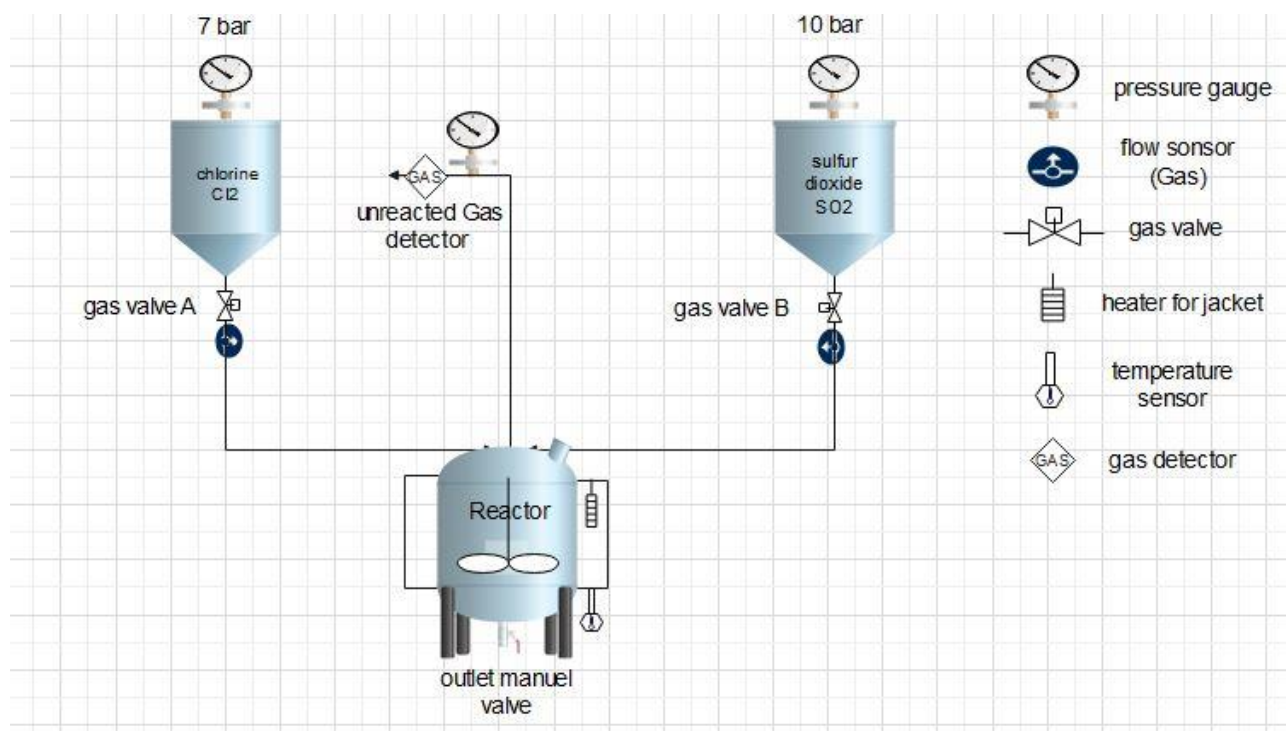 7 bar
10 bar
chlorine
Cl2
GAS
unreacted Gas
detector
sulfur
dioxide
SO2
gas valve A
gas valve B
Reactor
outlet manuel
valve
pressure gauge
flow sonsor
(Gas)
gas valve
heater for jacket
temperature
sensor
GAS
gas detector